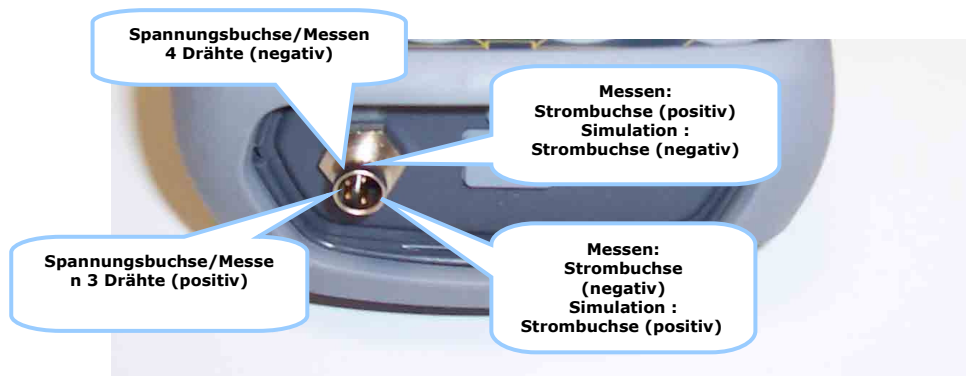 Spannungsbuchse/Messen
4 Drähte (negativ)
Messen:
Strombuchse (positiv)
Simulation :
Strombuchse (negativ)
Spannungsbuchse/Messe
n 3 Drähte (positiv)
Messen:
Strombuchse
(negativ)
Simulation :
Strombuchse (positiv)